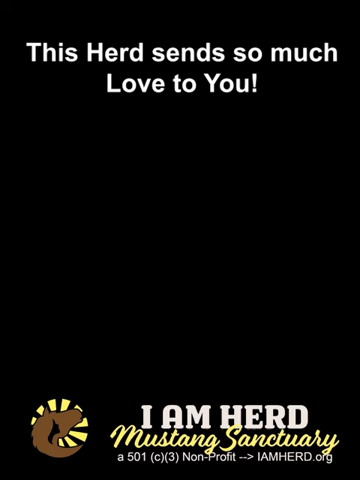 This Herd sends so much
Love to You!
I AM HERD
Mustang Sanctuary
a 501 (c)(3) Non-Profit --> IAMHERD.org